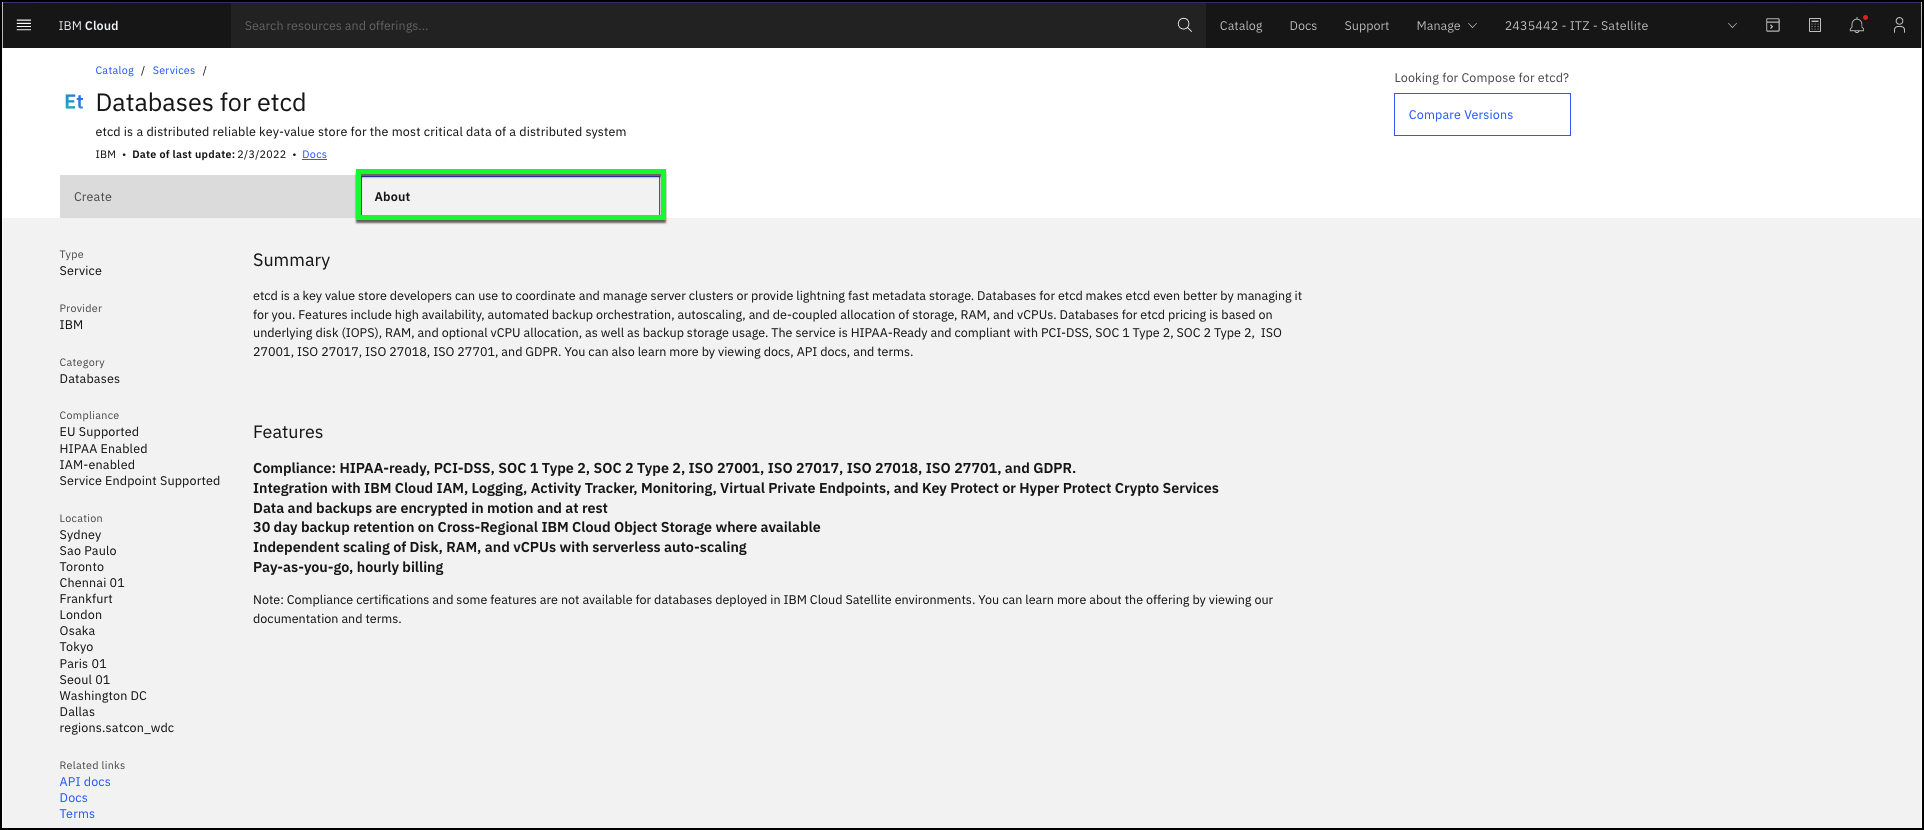 IBM Cloud
Search resources and offerings...
Catalog
Docs
Support
Manage
2435442 - ITZ - Satellite
Catalog / Services /
Et
Databases for etcd
etcd is a distributed reliable key-value store for the most critical data of a distributed system
IBM • Date of last update: 2/3/2022 • Docs
Looking for Compose for etcd?
Compare Versions
Create
About
Type
Service
Provider
IBM
Category
Databases
Compliance
EU Supported
HIPAA Enabled
IAM-enabled
Service Endpoint Supported
Location
Sydney
Sao Paulo
Toronto
Chennai 01
Frankfurt
London
Osaka
Tokyo
Paris 01
Seoul 01
Washington DC
Dallas
regions.satcon_wdc
Related links
API docs
Docs
Terms
Summary
etcd is a key value store developers can use to coordinate and manage server clusters or provide lightning fast metadata storage. Databases for etcd makes etcd even better by managing it
for you. Features include high availability, automated backup orchestration, autoscaling, and de-coupled allocation of storage, RAM, and vCPUs. Databases for etcd pricing is based on
underlying disk (IOPS), RAM, and optional vCPU allocation, as well as backup storage usage. The service is HIPAA-Ready and compliant with PCI-DSS, SOC 1 Type 2, SOC 2 Type 2, ISO
27001, ISO 27017, ISO 27018, ISO 27701, and GDPR. You can also learn more by viewing docs, API docs, and terms.
Features
Compliance: HIPAA-ready, PCI-DSS, SOC 1 Type 2, SOC 2 Type 2, ISO 27001, ISO 27017, ISO 27018, ISO 27701, and GDPR.
Integration with IBM Cloud IAM, Logging, Activity Tracker, Monitoring, Virtual Private Endpoints, and Key Protect or Hyper Protect Crypto Services
Data and backups are encrypted in motion and at rest
30 day backup retention on Cross-Regional IBM Cloud Object Storage where available
Independent scaling of Disk, RAM, and vCPUs with serverless auto-scaling
Pay-as-you-go, hourly billing
Note: Compliance certifications and some features are not available for databases deployed in IBM Cloud Satellite environments. You can learn more about the offering by viewing our
documentation and terms.